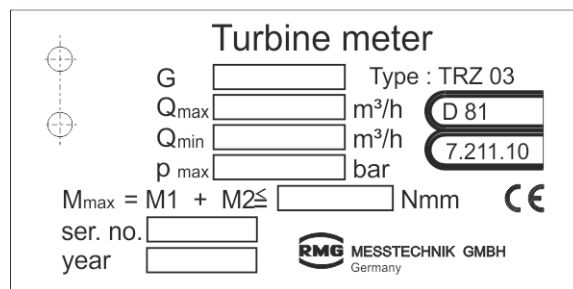 Turbine meter
G Type : TRZ 03
Qmax m³/h D 81
Qmin m³/h 7.211.10
p max bar
Mmax = M1 + M2≦ Nmm CE
ser. no.
year
RMG MESSTECHNIK GMBH
Germany